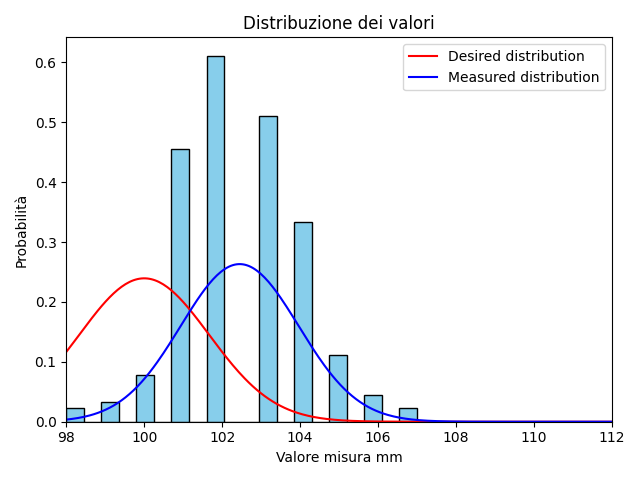 Distribuzione dei valori
Desired distribution
Measured distribution
Probabilità
0.6
0.5
0.4
0.3
0.2
0.1
0.0
98 100 102 104 106 108 110 112
Valore misura mm